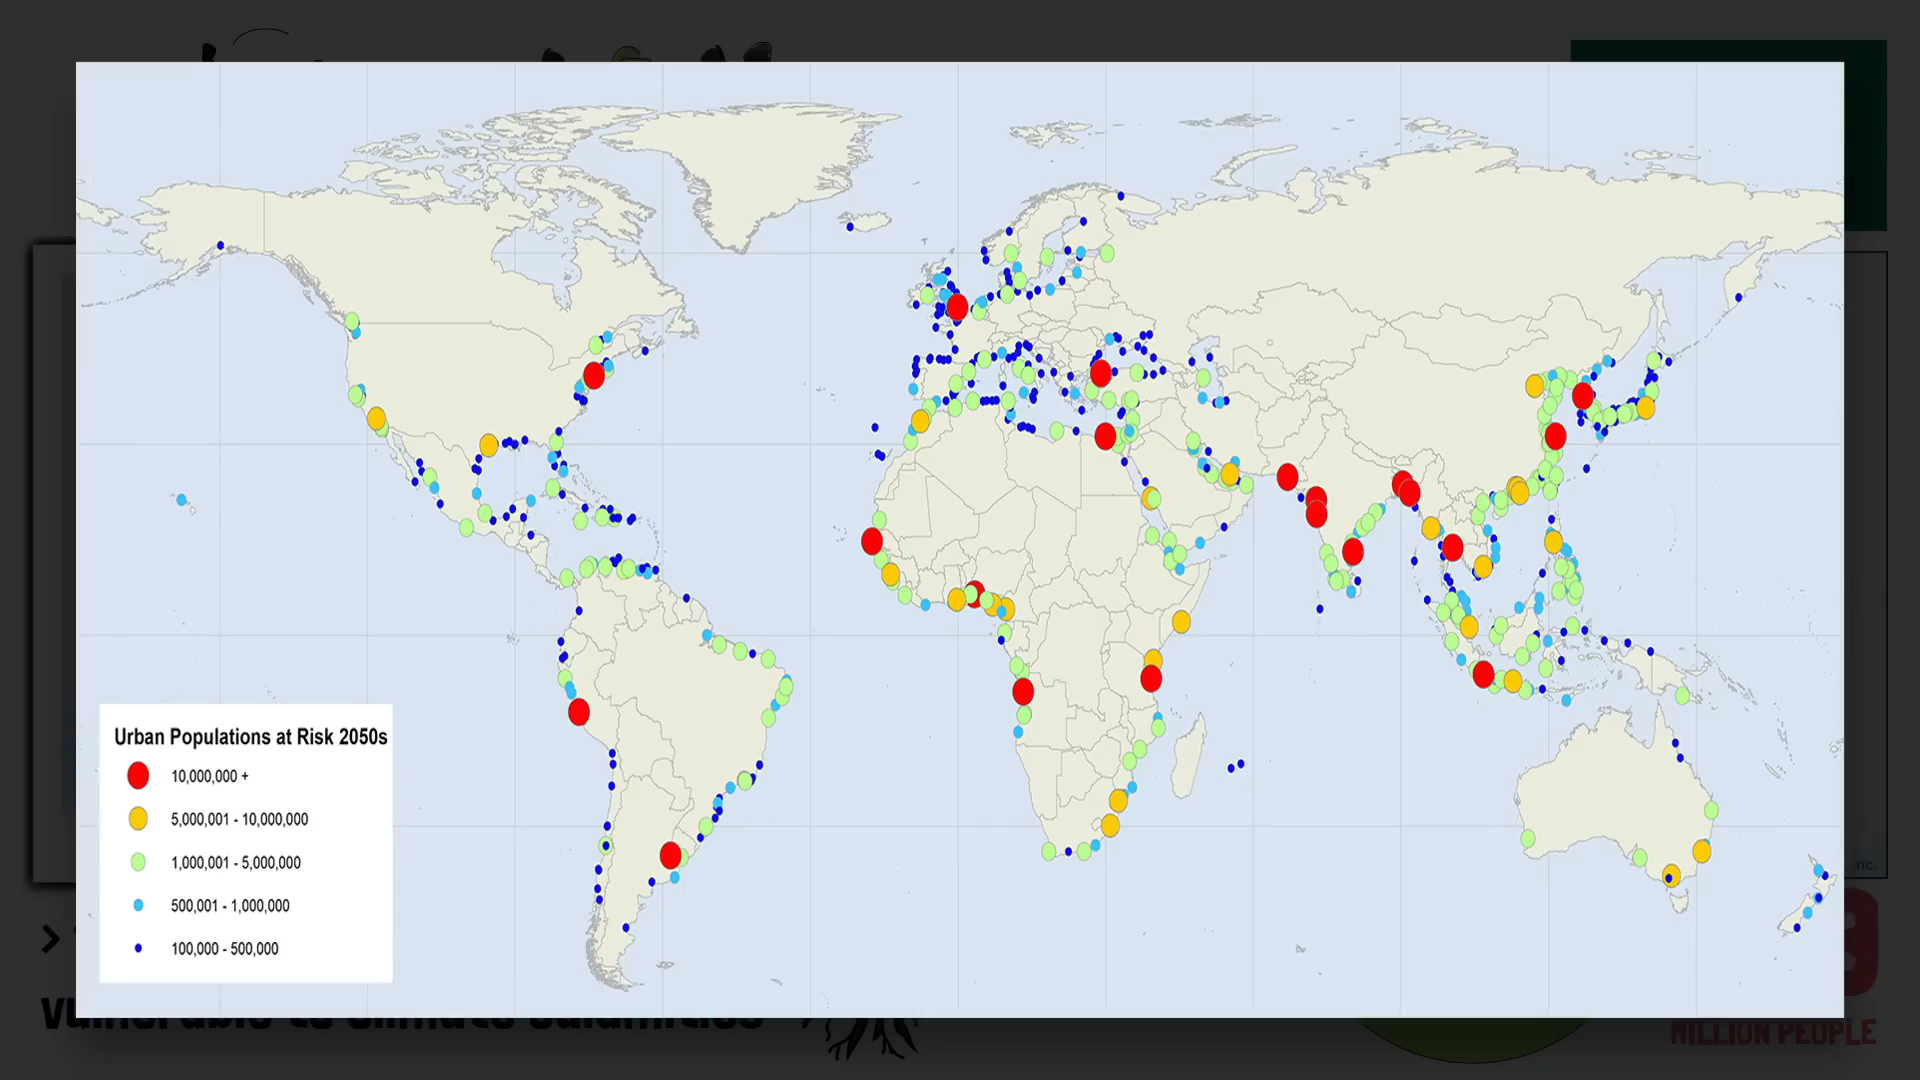 Urban Populations at Risk 2050s
10,000,000 +
5,000,001 - 10,000,000
1,000,001 - 5,000,000
500,001 - 1,000,000
100,000 - 500,000
nc.
MILLION PEOPLE